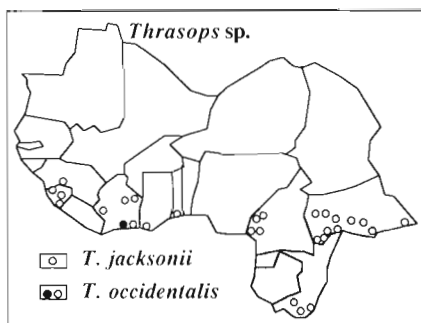 Thrasops sp.
T. jacksonii
T. occidentalis